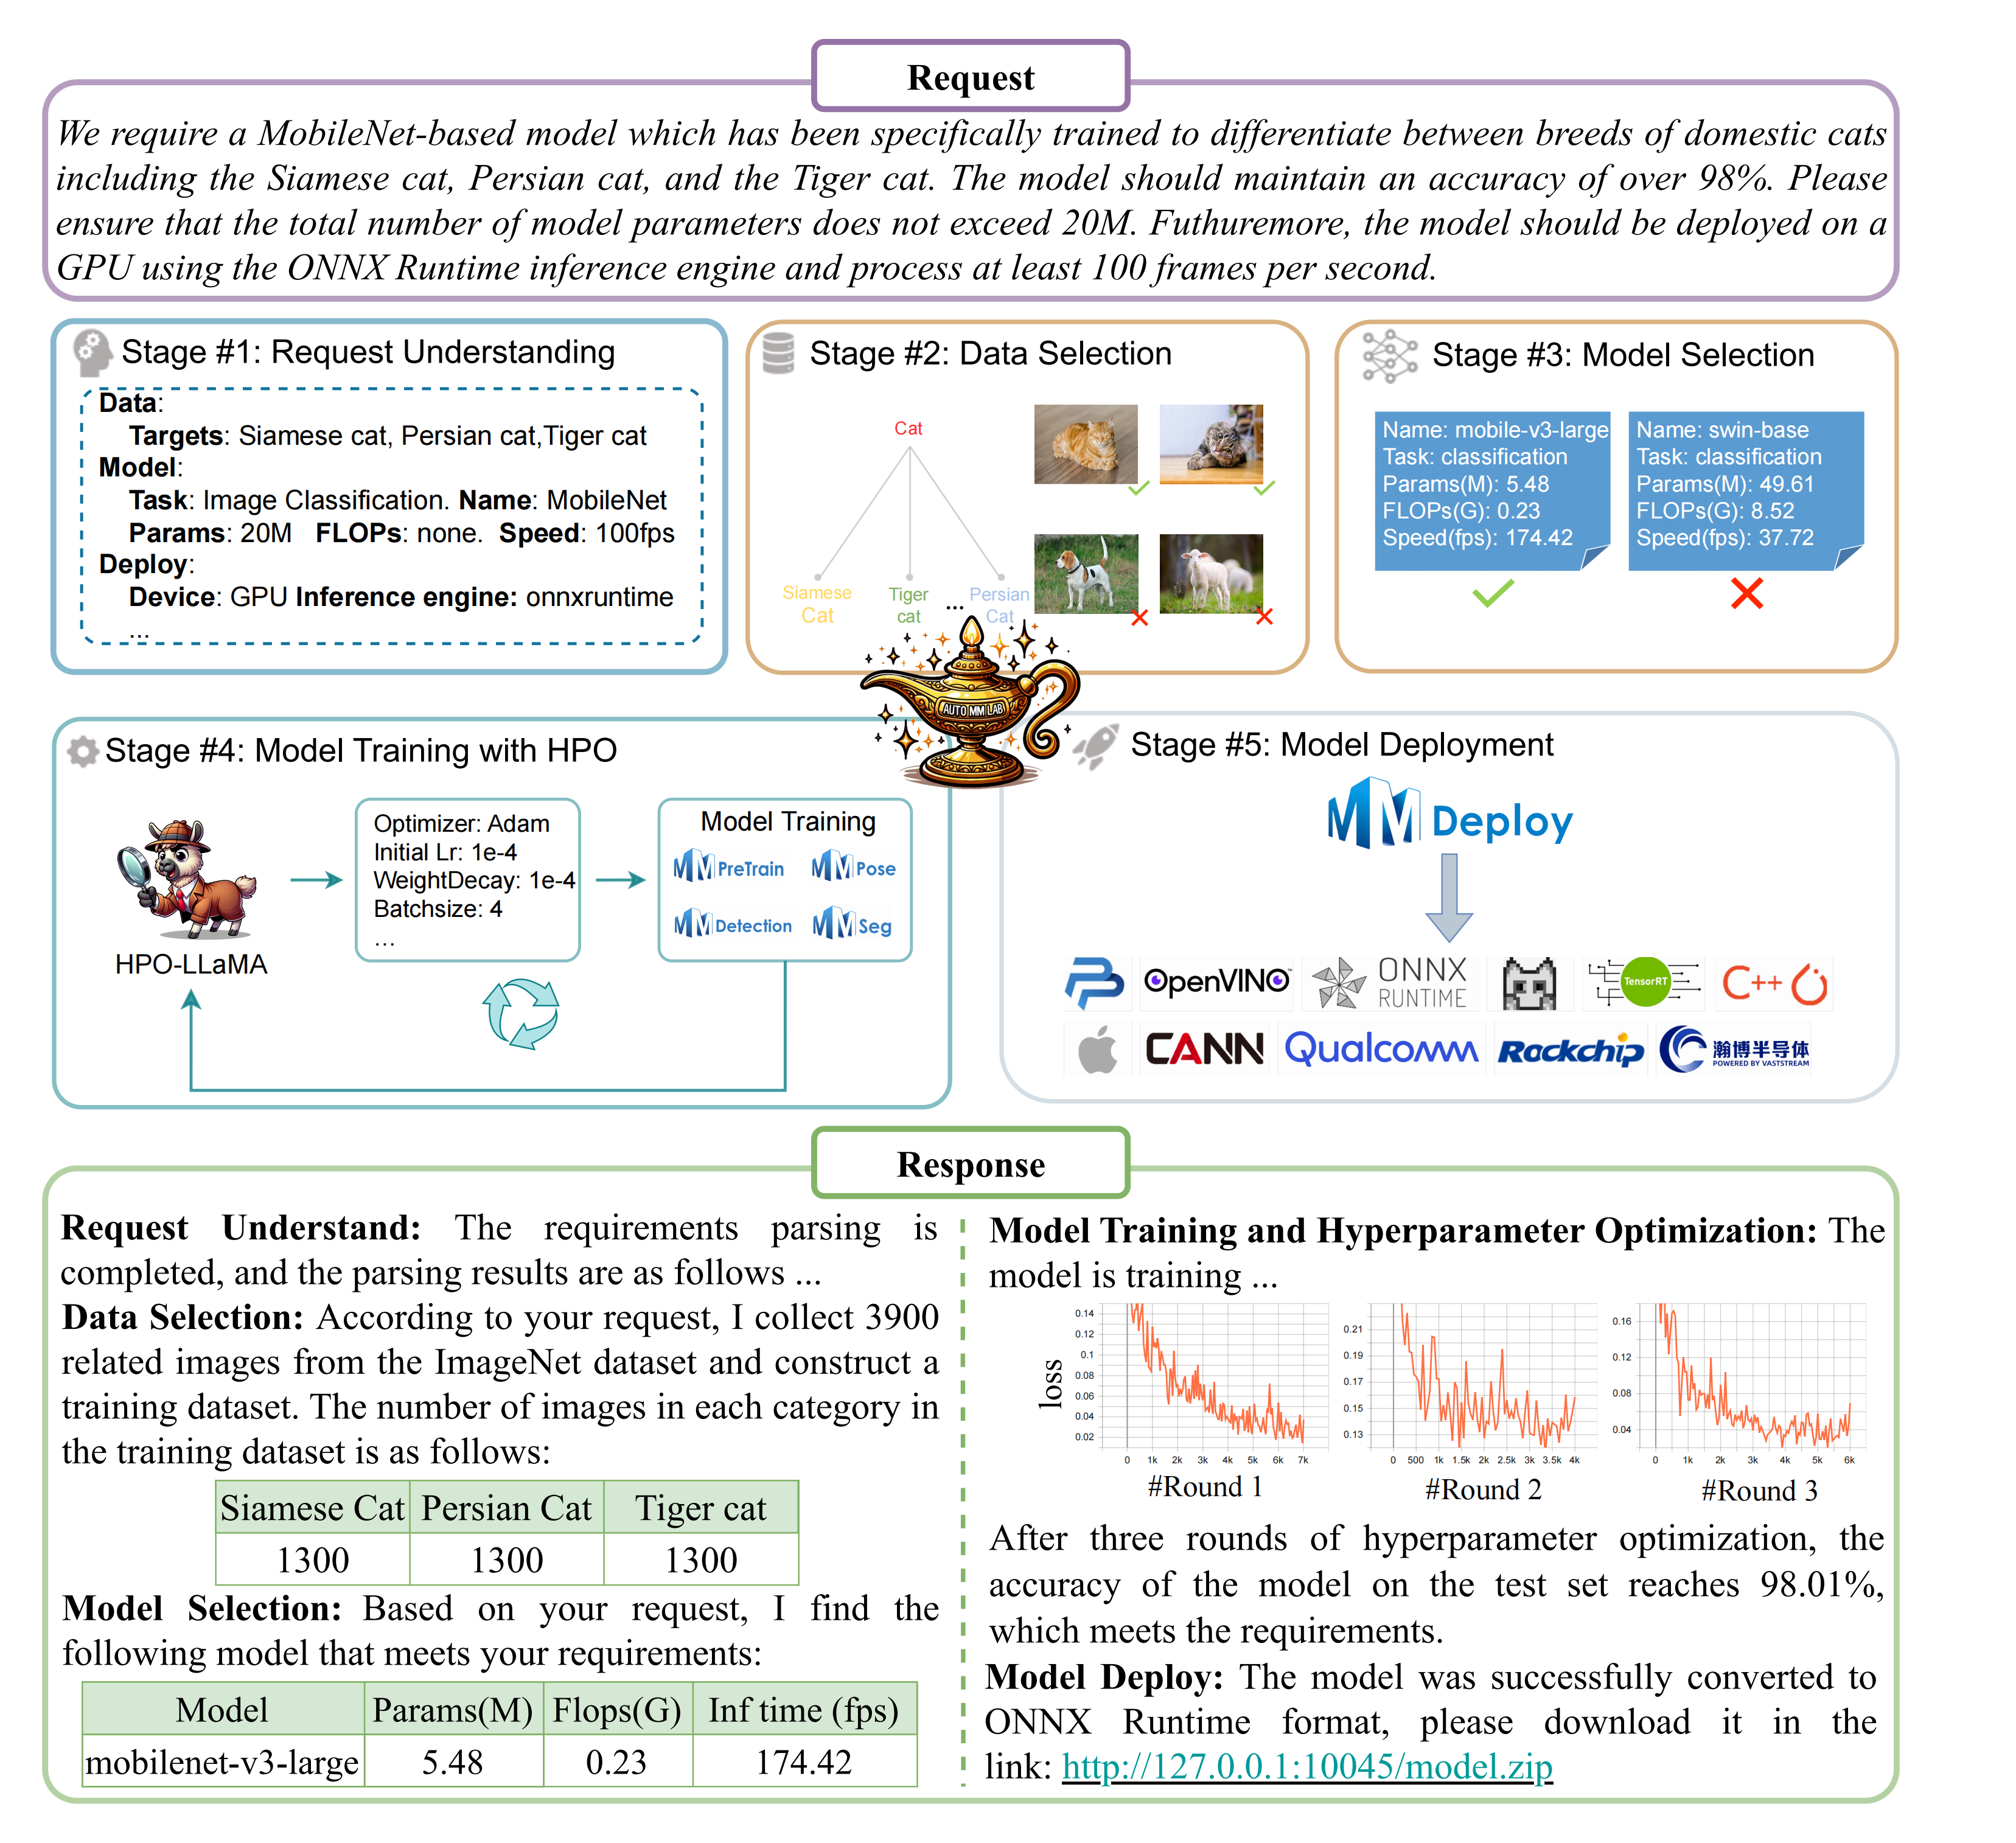 Request
We require a MobileNet-based model which has been specifically trained to differentiate between breeds of domestic cats
including the Siamese cat, Persian cat, and the Tiger cat. The model should maintain an accuracy of over 98%. Please
ensure that the total number of model parameters does not exceed 20M. Futhuremore, the model should be deployed on a
GPU using the ONNX Runtime inference engine and process at least 100 frames per second.
Stage #1: Request Understanding
Data:
Targets: Siamese cat, Persian cat,Tiger cat
Model:
Task: Image Classification. Name: MobileNet
Params: 20M FLOPs: none. Speed: 100fps
Deploy:
Device: GPU Inference engine: onnxruntime
...
Stage #2: Data Selection
Cat
Siamese
Cat
Tiger
cat
...
Persian
Cat
Stage #3: Model Selection
Name: mobile-v3-large
Task: classification
Params(M): 5.48
FLOPs(G): 0.23
Speed(fps): 174.42
Name: swin-base
Task: classification
Params(M): 49.61
FLOPs(G): 8.52
Speed(fps): 37.72
AUTO MM LAB
Stage #4: Model Training with HPO
HPO-LLaMA
Optimizer: Adam
Initial Lr: 1e-4
WeightDecay: 1e-4
Batchsize: 4
...
Model Training
MM PreTrain
MM Pose
MM Detection
MM Seg
Stage #5: Model Deployment
MM Deploy
OpenVINO™
ONNX
RUNTIME
TensorRT
C++
CANN
Qualcomm
Rockchip
瀚博半导体
POWERED BY VASTSTREAM
Response
Request Understand: The requirements parsing is
completed, and the parsing results are as follows ...
Data Selection: According to your request, I collect 3900
related images from the ImageNet dataset and construct a
training dataset. The number of images in each category in
the training dataset is as follows:
Siamese Cat Persian Cat Tiger cat
1300 1300 1300
Model Selection: Based on your request, I find the
following model that meets your requirements:
Model Params(M) Flops(G) Inf time (fps)
mobilenet-v3-large 5.48 0.23 174.42
Model Training and Hyperparameter Optimization: The
model is training ...
loss
0.14
0.12
0.1
0.08
0.06
0.04
0.02
0 1k 2k 3k 4k 5k 6k 7k
#Round 1
0.21
0.19
0.17
0.15
0.13
0 500 1k 1.5k 2k 2.5k 3k 3.5k 4k
#Round 2
0.16
0.12
0.08
0.04
0 1k 2k 3k 4k 5k 6k
#Round 3
After three rounds of hyperparameter optimization, the
accuracy of the model on the test set reaches 98.01%,
which meets the requirements.
Model Deploy: The model was successfully converted to
ONNX Runtime format, please download it in the
link: http://127.0.0.1:10045/model.zip